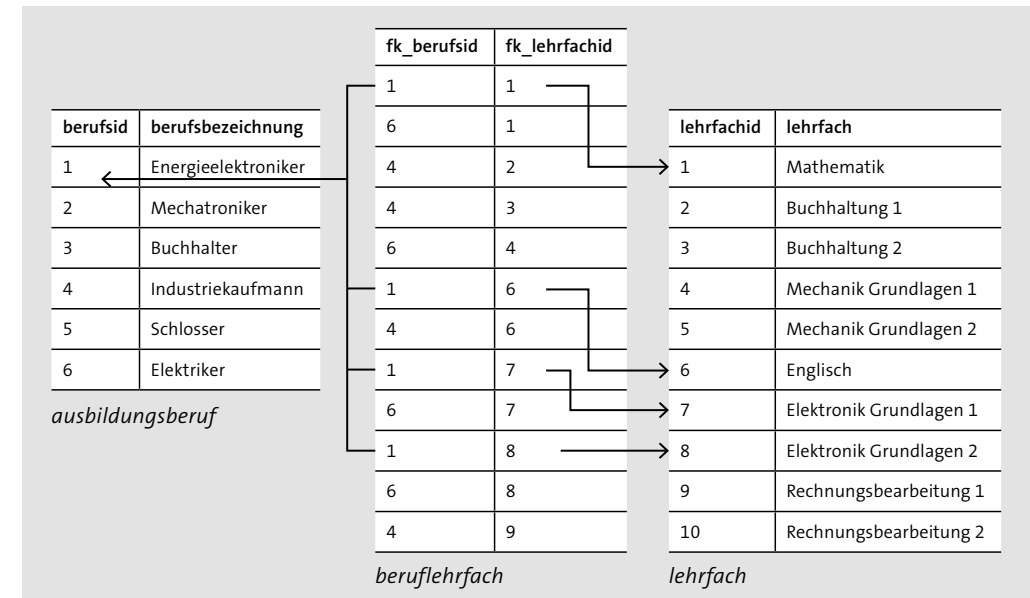 fk_berufsid fk_lehrfachid
1 1
6 1
4 2
4 3
6 4
1 6
4 6
1 7
6 7
1 8
6 8
4 9
beruflehrfach
berufsid berufsbezeichnung
1 Energieelektroniker
2 Mechatroniker
3 Buchhalter
4 Industriekaufmann
5 Schlosser
6 Elektriker
ausbildungsberuf
lehrfachid lehrfach
1 Mathematik
2 Buchhaltung 1
3 Buchhaltung 2
4 Mechanik Grundlagen 1
5 Mechanik Grundlagen 2
6 Englisch
7 Elektronik Grundlagen 1
8 Elektronik Grundlagen 2
9 Rechnungsbearbeitung 1
10 Rechnungsbearbeitung 2
lehrfach